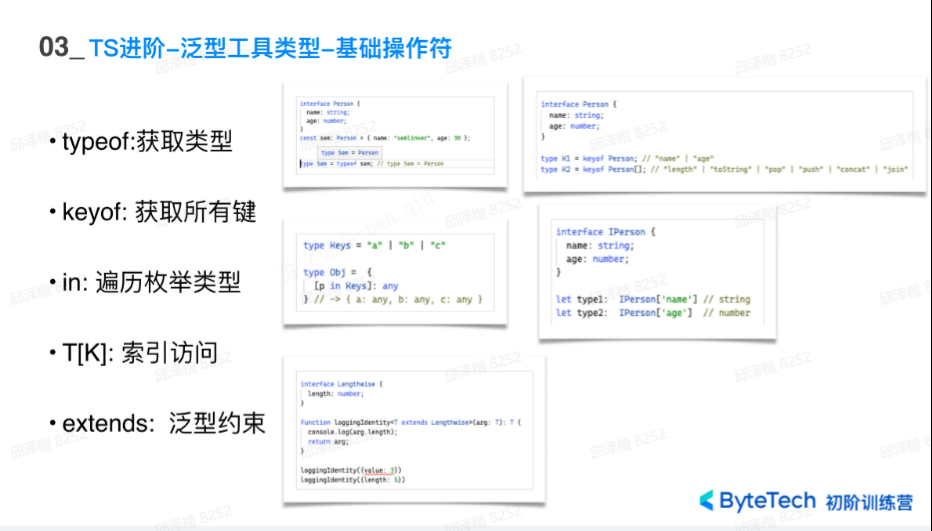 03_TS进阶-泛型工具类型-基础操作符
• typeof:获取类型
• keyof: 获取所有键
• in: 遍历枚举类型
• T[K]: 索引访问
• extends: 泛型约束
interface Person {
name: string;
age: number;
}
const sem: Person = { name: "semlinker", age: 30 };
type Sem = Person
type Sem = typeof sem; // type Sem = Person
interface Person {
name: string;
age: number;
}
type K1 = keyof Person; // "name" | "age"
type K2 = keyof Person[]; // "length" | "toString" | "pop" | "push" | "concat" | "join"
type Keys = "a" | "b" | "c"
type Obj = {
[p in Keys]: any
} // -> { a: any, b: any, c: any }
interface IPerson {
name: string;
age: number;
}
let type1: IPerson['name'] // string
let type2: IPerson['age'] // number
interface Lengthwise {
length: number;
}
function loggingIdentity<T extends Lengthwise>(arg: T): T {
console.log(arg.length);
return arg;
}
loggingIdentity({value: 3})
loggingIdentity({length: 5})
ByteTech 初阶训练营
邱泽楷 8252